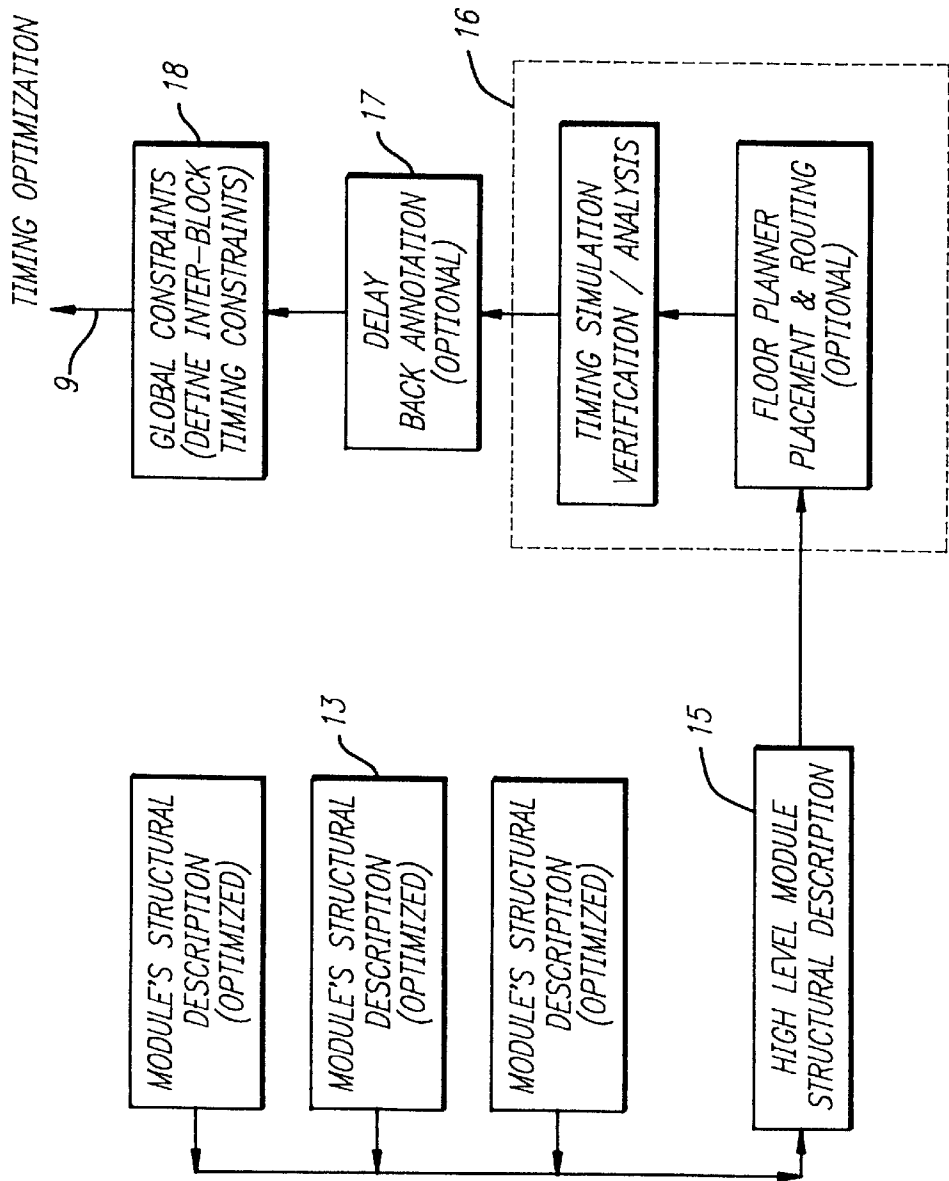 MODULE'S STRUCTURAL
DESCRIPTION
(OPTIMIZED)
MODULE'S STRUCTURAL
DESCRIPTION
(OPTIMIZED)
13
MODULE'S STRUCTURAL
DESCRIPTION
(OPTIMIZED)
HIGH LEVEL MODULE
STRUCTURAL DESCRIPTION
15
TIMING OPTIMIZATION
9
GLOBAL CONSTRAINTS
(DEFINE INTER-BLOCK
TIMING CONSTRAINTS)
18
DELAY
BACK ANNOTATION
(OPTIONAL)
17
TIMING SIMULATION
VERIFICATION / ANALYSIS
16
FLOOR PLANNER
PLACEMENT & ROUTING
(OPTIONAL)